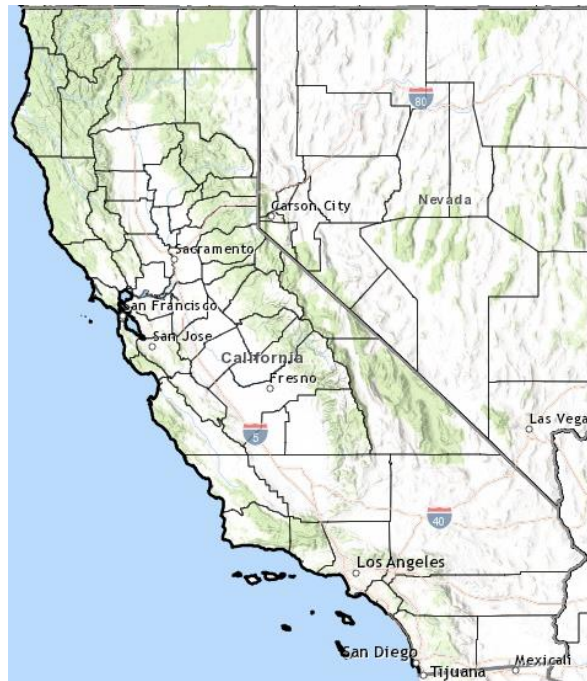 80
Carson City
Nevada
Sacramento
San Francisco
San Jose
California
Fresno
Las Vega
5
40
Los Angeles
San Diego
Tijuana
Mexicali